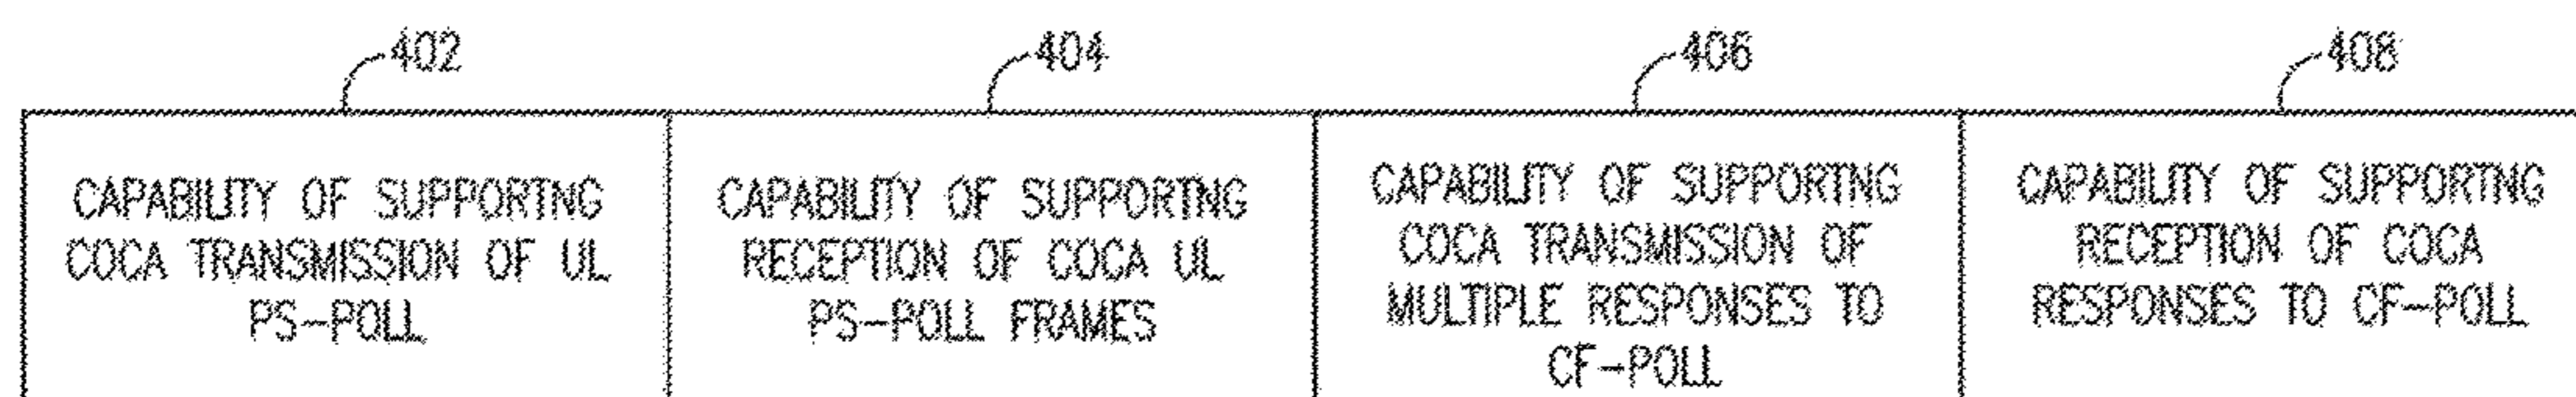 402
404
406
408
CAPABILITY OF SUPPORTNG
COCA TRANSMISSION OF UL
PS-POLL
CAPABILITY OF SUPPORTNG
RECEPTION OF COCA UL
PS-POLL FRAMES
CAPABILITY OF SUPPORTNG
COCA TRANSMISSION OF
MULTIPLE RESPONSES TO
CF-POLL
CAPABILITY OF SUPPORTNG
RECEPTION OF COCA
RESPONSES TO CF-POLL